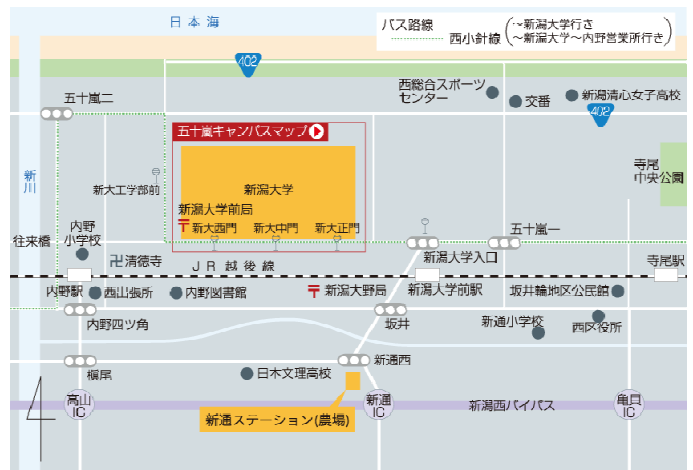 日本海
バス路線
西小針線
～新潟大学行き
～新潟大学～内野営業所行き
402
西総合スポーツ
センター
交番
新潟清心女子高校
402
五十嵐二
五十嵐キャンパスマップ
寺尾
中央公園
新川
新大工学部前
新潟大学
新潟大学前局
〒
新大西門
新大中門
新大正門
内野
小学校
往来橋
五十嵐一
新潟大学入口
卍清徳寺
JR越後線
寺尾駅
内野駅
西出張所
内野図書館
〒
新潟大野局
新潟大学前駅
坂井輪地区公民館
内野四ツ角
坂井
新通小学校
西区役所
槇尾
日本文理高校
新通西
高山
IC
新通ステーション(農場)
新通
IC
新潟西バイパス
亀貝
IC